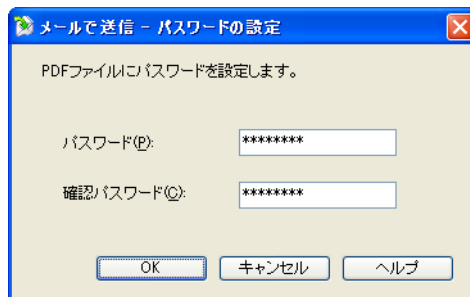 メールで送信 - パスワードの設定
PDFファイルにパスワードを設定します。
パスワード(P): ********
確認パスワード(C): ********
OK キャンセル ヘルプ